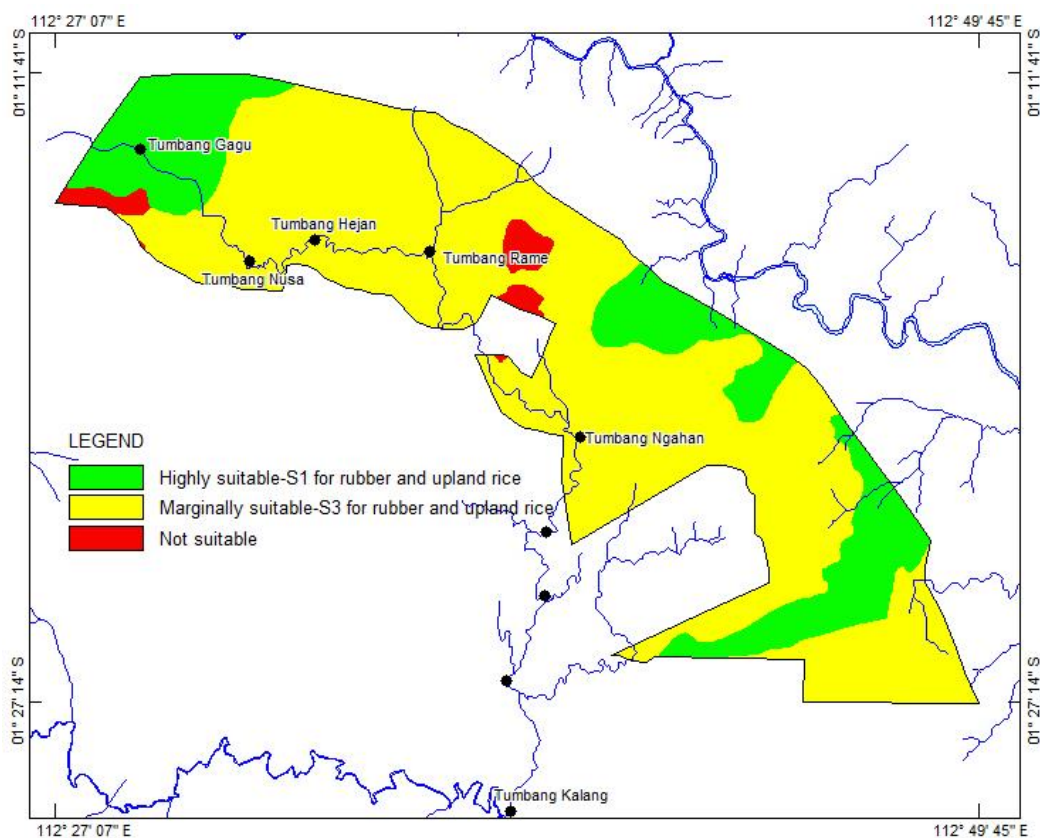 112° 27' 07" E
112° 49' 45" E
01° 11' 41" S
01° 11' 41" S
Tumbang Gagu
Tumbang Hejan
Tumbang Rame
Tumbang Nusa
Tumbang Ngahan
LEGEND
Highly suitable-S1 for rubber and upland rice
Marginally suitable-S3 for rubber and upland rice
Not suitable
01° 27' 14" S
01° 27' 14" S
Tumbang Kalang
112° 27' 07" E
112° 49' 45" E